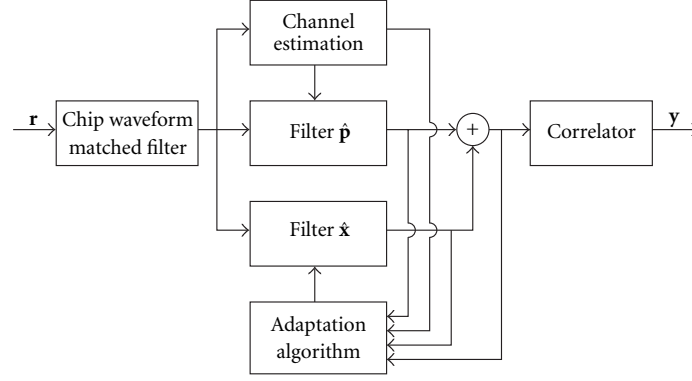 Channel
estimation
r
Chip waveform
matched filter
Filter p̂
+
Correlator
y
Filter x̂
Adaptation
algorithm